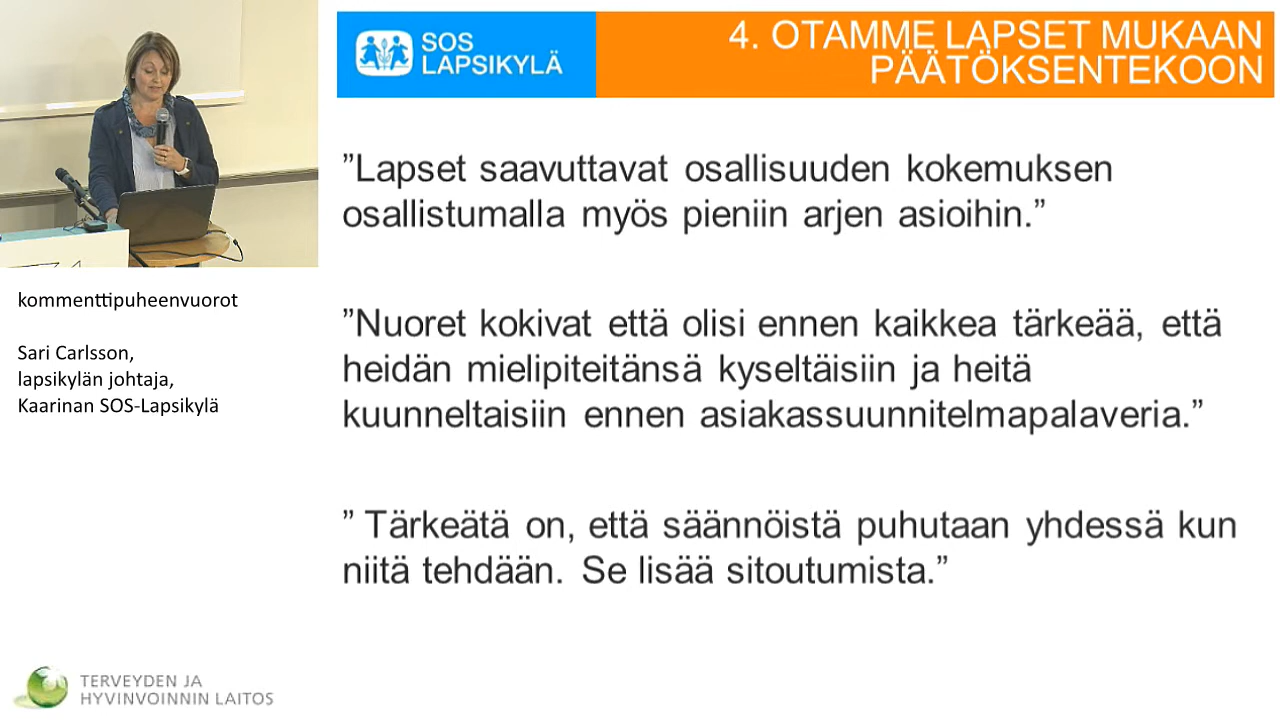 SOS
LAPSIKYLÄ
4. OTAMME LAPSET MUKAAN
PÄÄTÖKSENTEKOON
”Lapset saavuttavat osallisuuden kokemuksen
osallistumalla myös pieniin arjen asioihin.”
”Nuoret kokivat että olisi ennen kaikkea tärkeää, että
heidän mielipiteitänsä kyseltäisiin ja heitä
kuunneltaisiin ennen asiakassuunnitelmapalaveria.”
” Tärkeätä on, että säännöistä puhutaan yhdessä kun
niitä tehdään. Se lisää sitoutumista.”
kommenttipuheenvuorot
Sari Carlsson,
lapsikylän johtaja,
Kaarinan SOS-Lapsikylä
TERVEYDEN JA
HYVINVOINNIN LAITOS